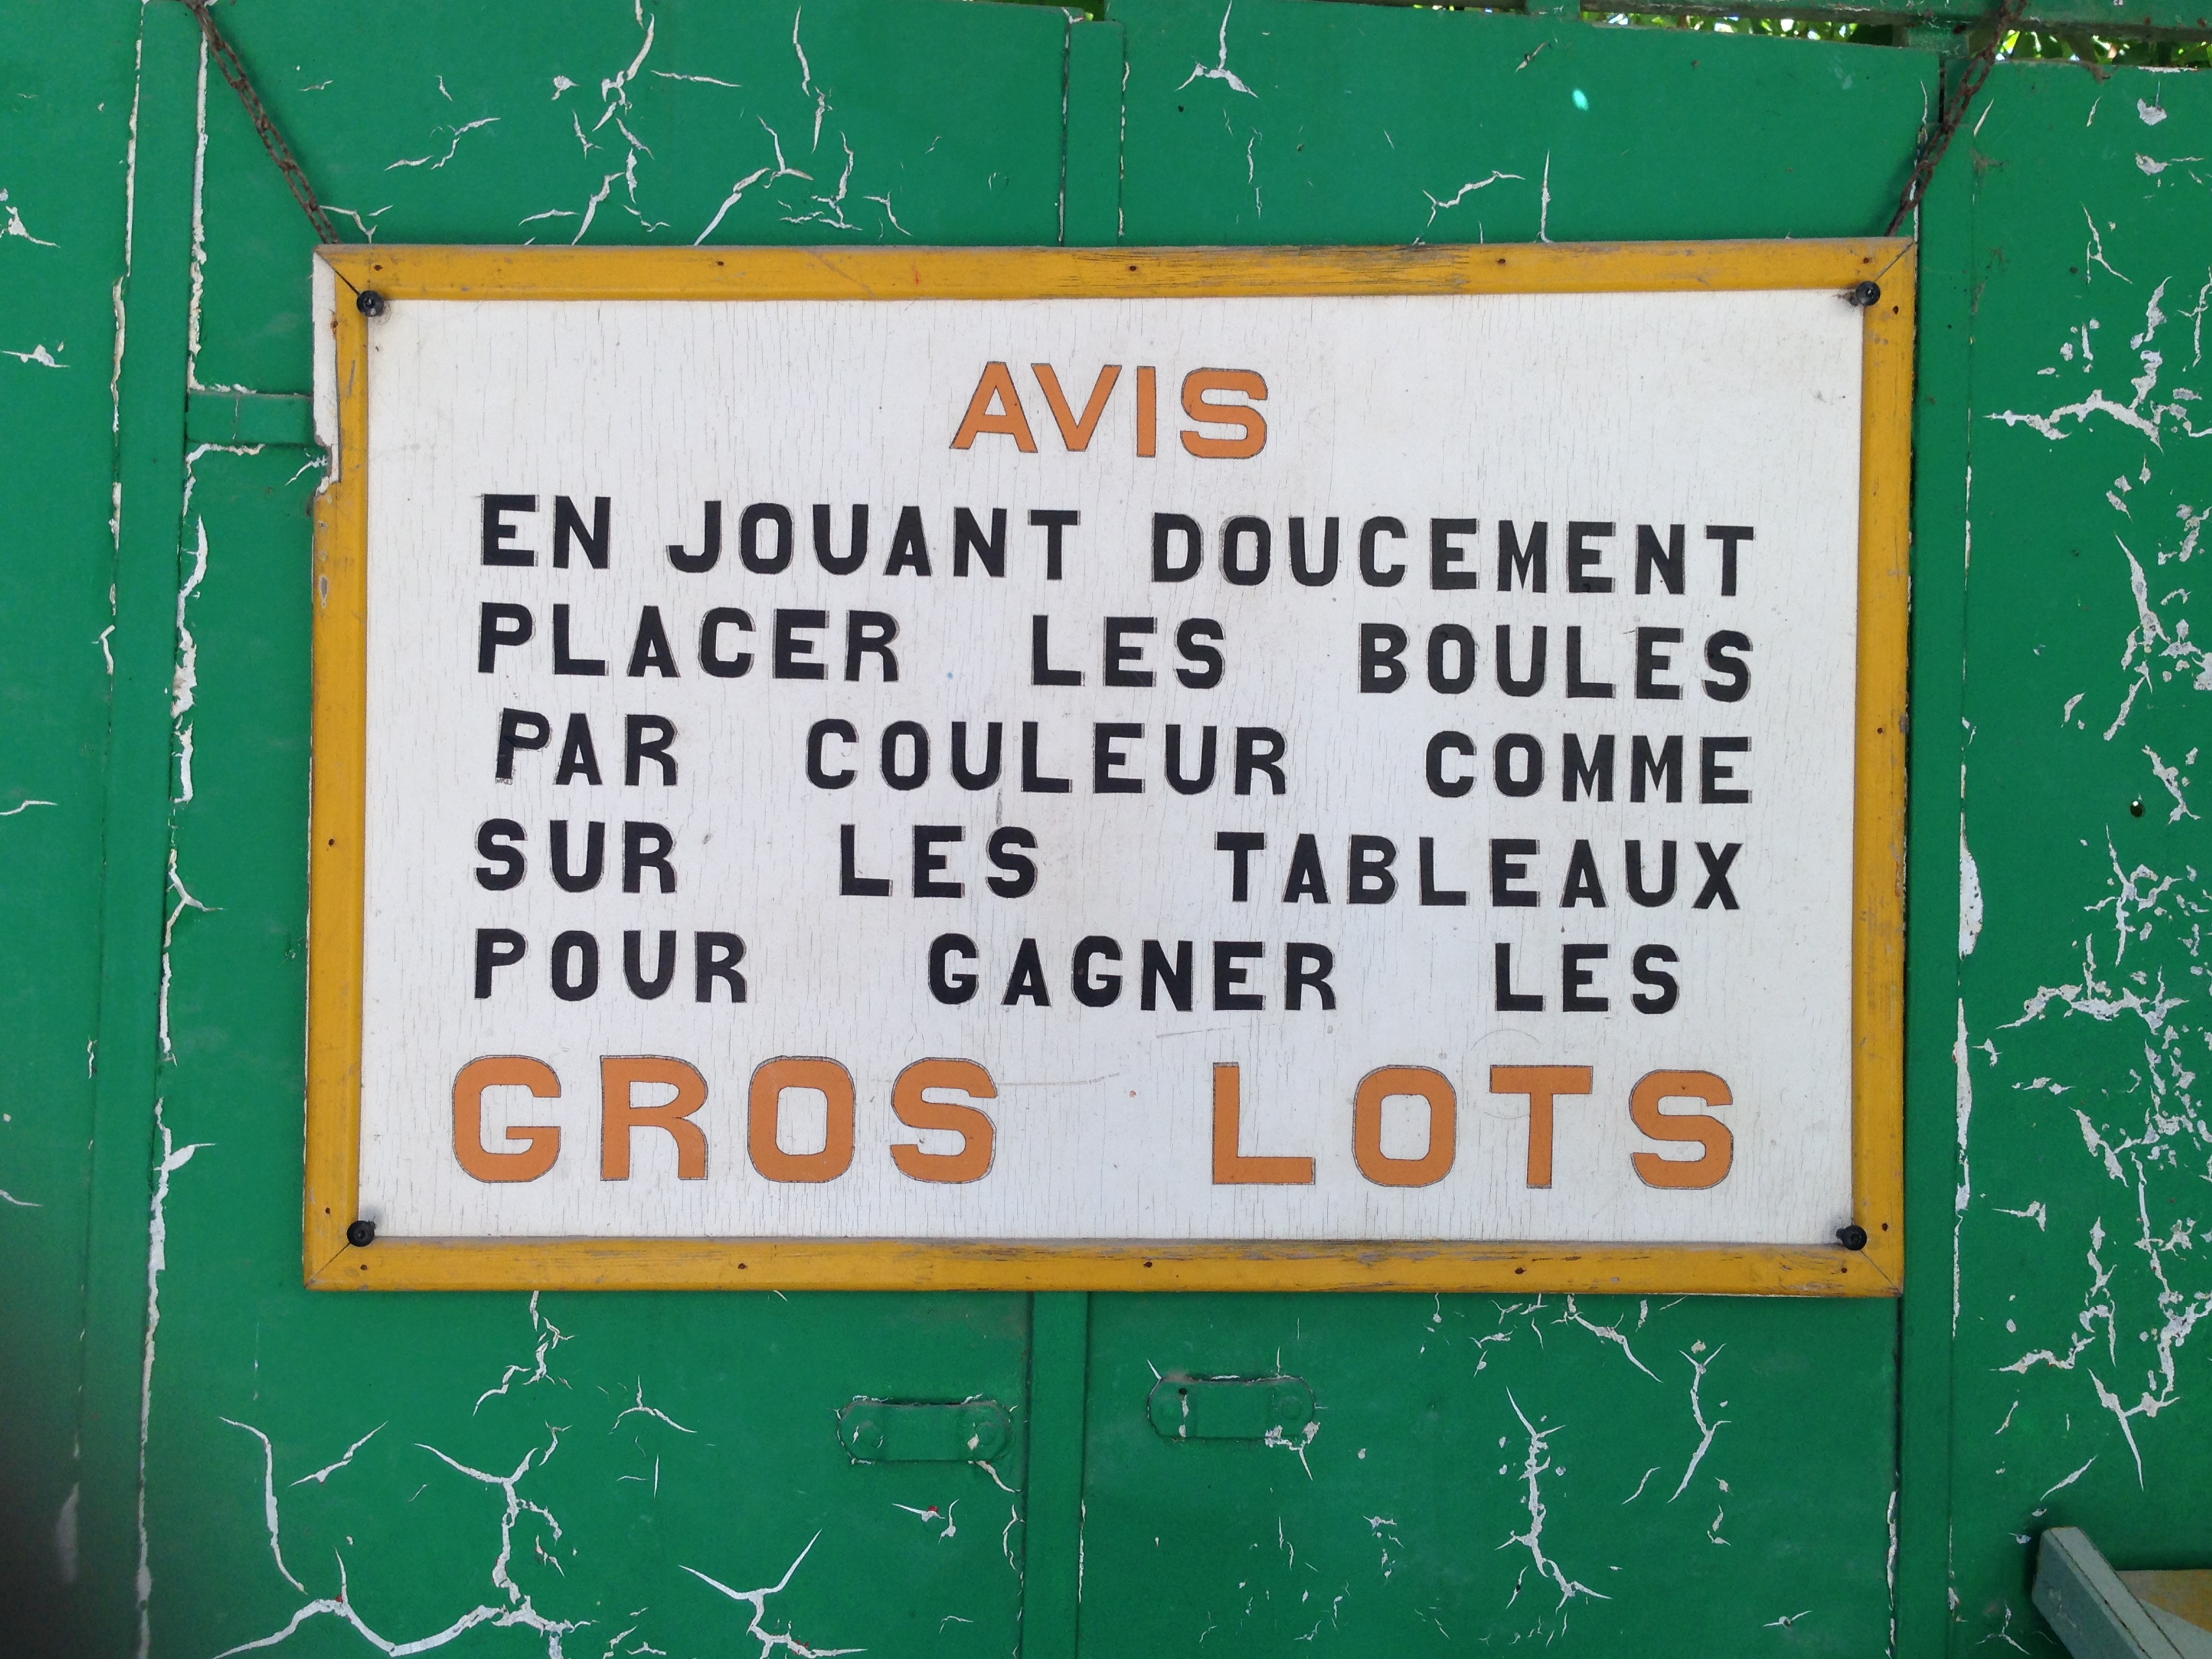 AVIS
EN JOUANT DOUCEMENT
PLACER LES BOULES
PAR COULEUR COMME
SUR LES TABLEAUX
POUR GAGNER LES
GROS LOTS